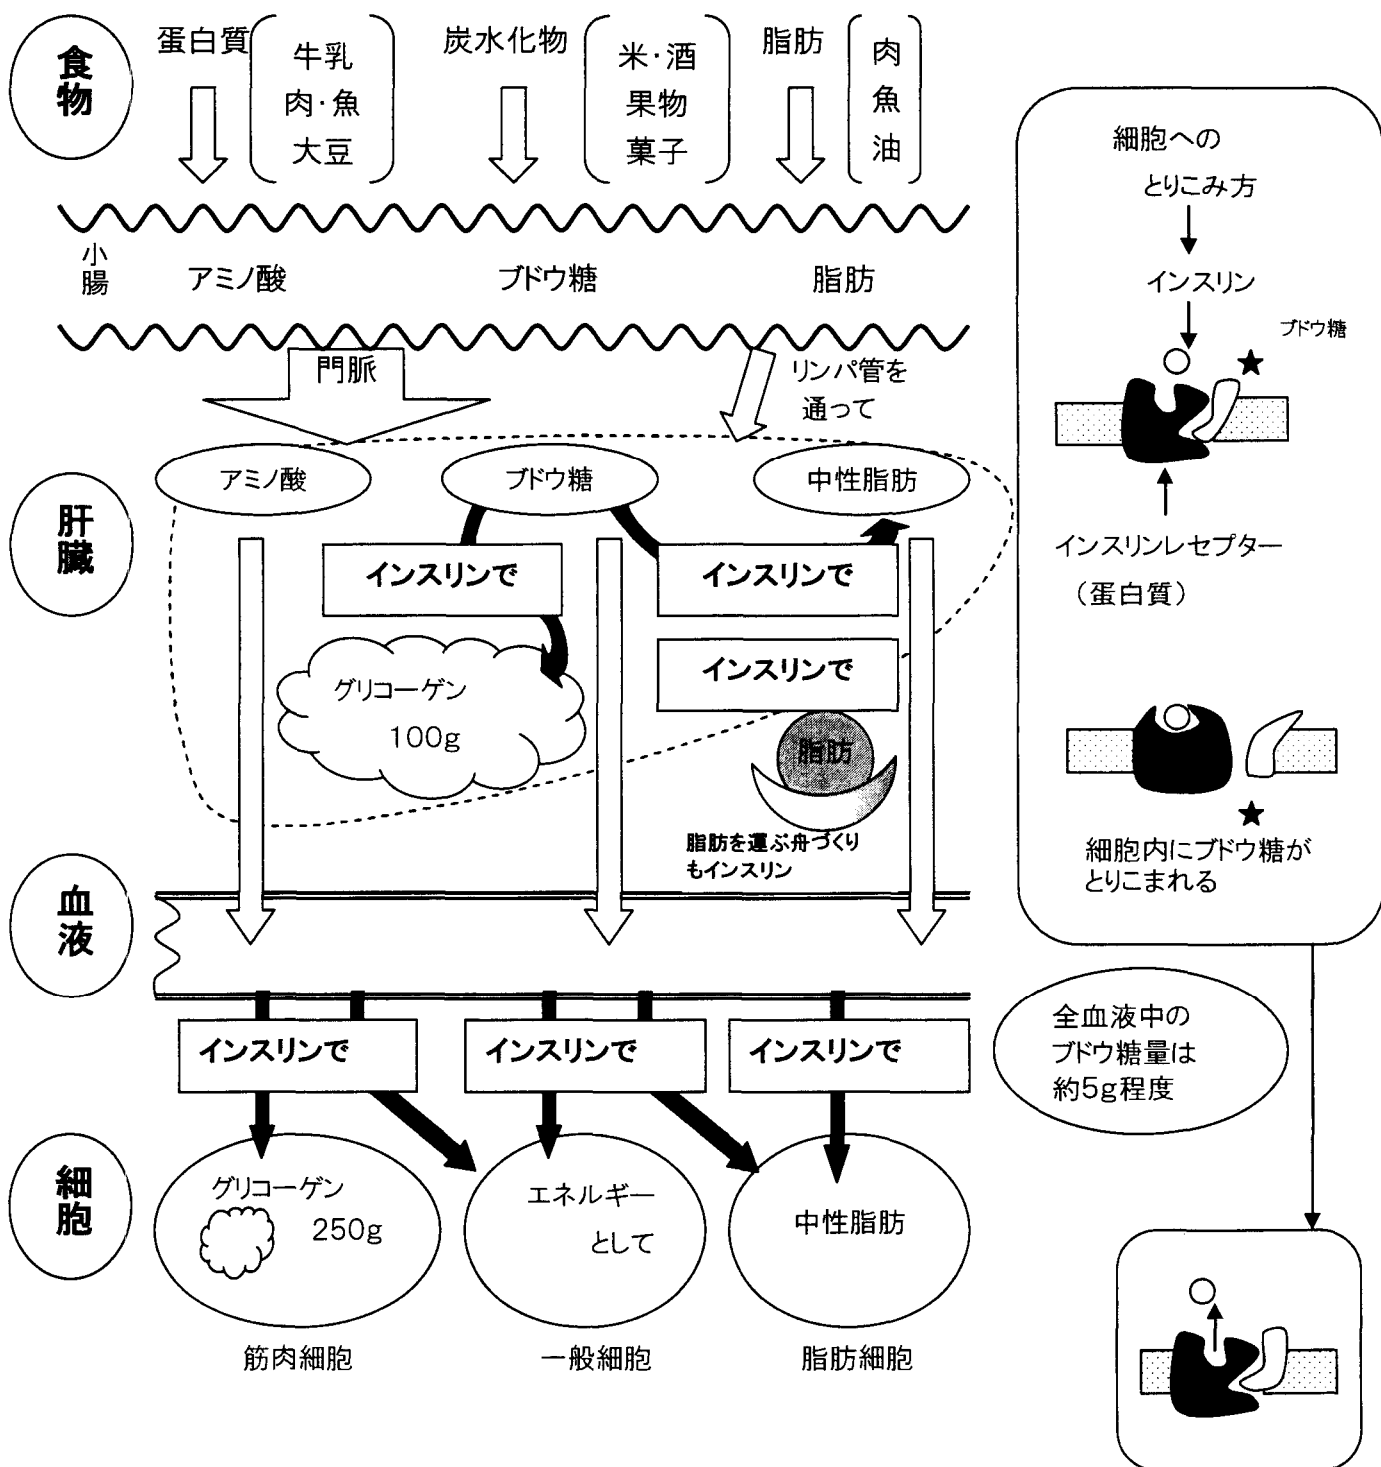 食物
蛋白質
牛乳
肉・魚
大豆
炭水化物
米・酒
果物
菓子
脂肪
肉
魚
油
小腸
アミノ酸
ブドウ糖
脂肪
門脈
リンパ管を
通って
肝臓
アミノ酸
ブドウ糖
中性脂肪
インスリンで
インスリンで
インスリンで
グリコーゲン
100g
脂肪
脂肪を運ぶ舟づくり
もインスリン
血液
インスリンで
インスリンで
インスリンで
細胞
グリコーゲン
250g
エネルギー
として
中性脂肪
筋肉細胞
一般細胞
脂肪細胞
細胞への
とりこみ方
インスリン
ブドウ糖
インスリンレセプター
（蛋白質）
細胞内にブドウ糖が
とりこまれる
全血液中の
ブドウ糖量は
約5g程度